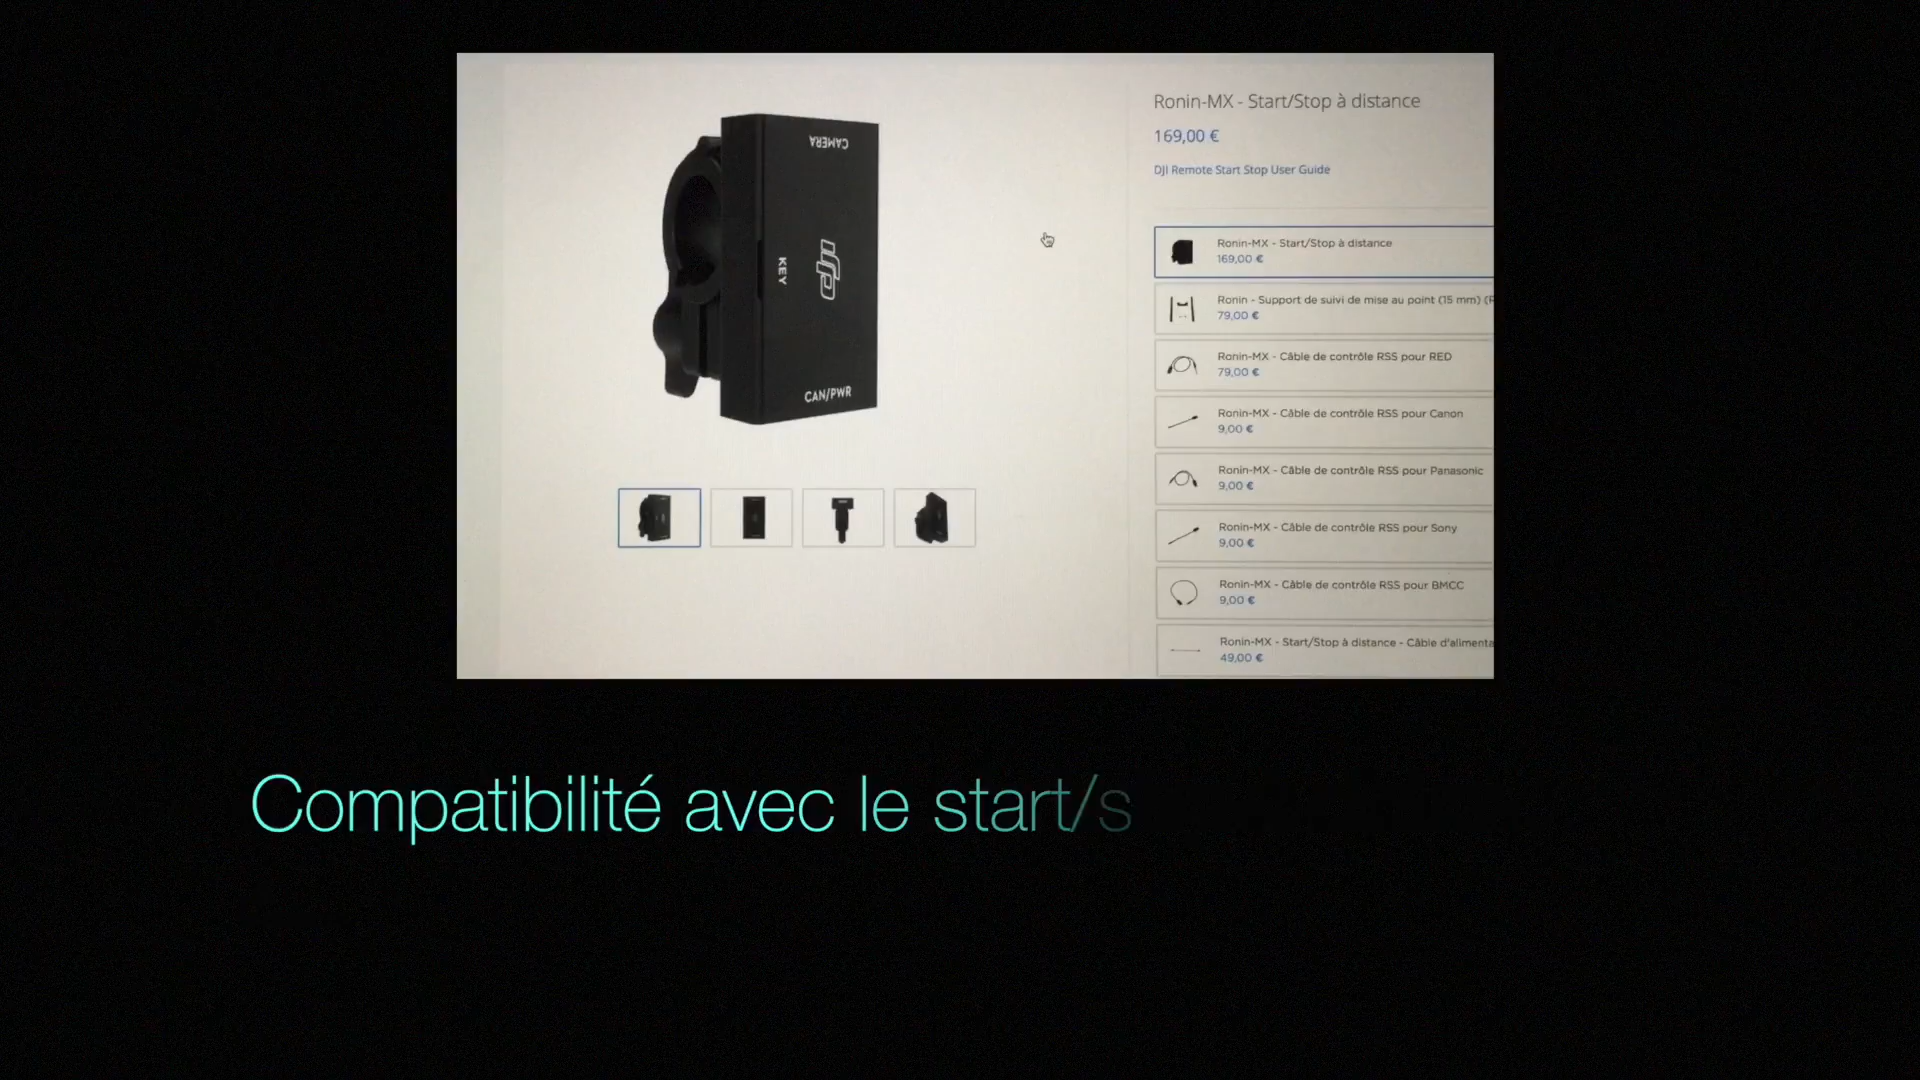 CAMERA
KEY
dji
CAN/PWR
Ronin-MX - Start/Stop à distance
169,00 €
DJI Remote Start Stop User Guide
Ronin-MX - Start/Stop à distance
169,00 €
Ronin - Support de suivi de mise au point (15 mm)
79,00 €
Ronin-MX - Câble de contrôle RSS pour RED
79,00 €
Ronin-MX - Câble de contrôle RSS pour Canon
9,00 €
Ronin-MX - Câble de contrôle RSS pour Panasonic
9,00 €
Ronin-MX - Câble de contrôle RSS pour Sony
9,00 €
Ronin-MX - Câble de contrôle RSS pour BMCC
9,00 €
Ronin-MX - Start/Stop à distance - Câble d'alimenta
49,00 €
Compatibilité avec le start/s